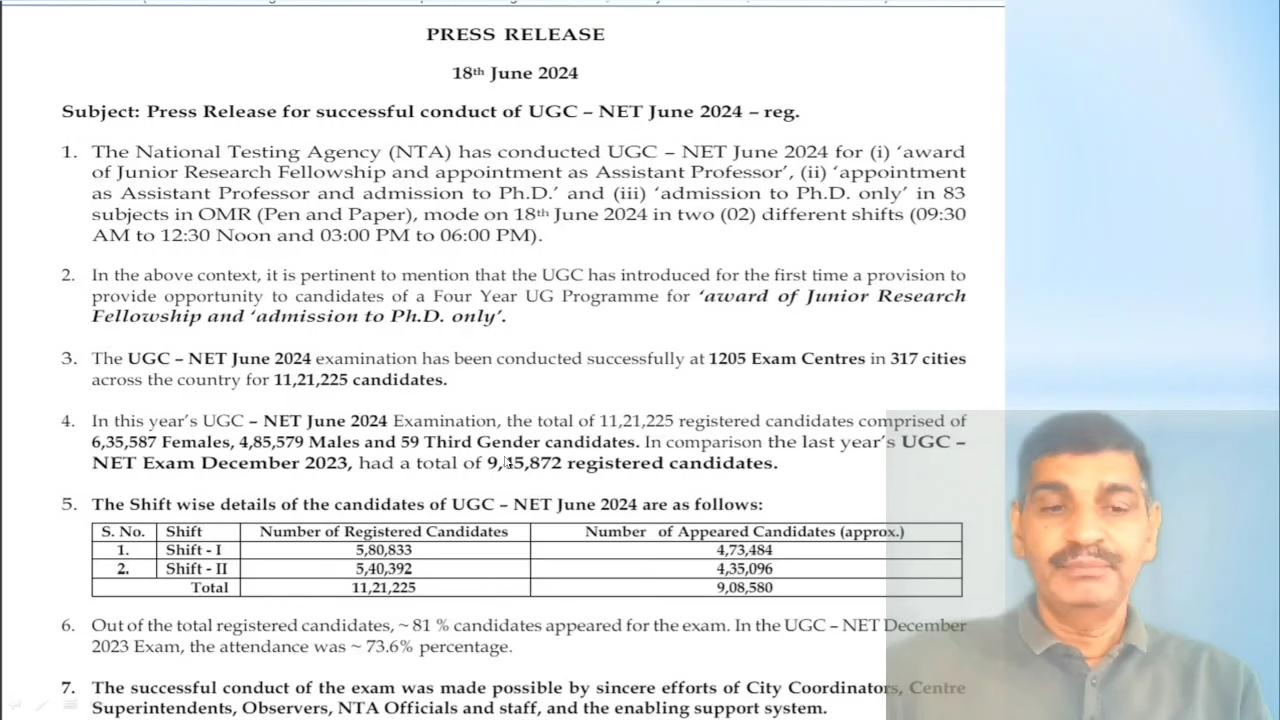 PRESS RELEASE
18th June 2024
Subject: Press Release for successful conduct of UGC – NET June 2024 – reg.
1. The National Testing Agency (NTA) has conducted UGC – NET June 2024 for (i) ‘award
of Junior Research Fellowship and appointment as Assistant Professor’, (ii) ‘appointment
as Assistant Professor and admission to Ph.D.’ and (iii) ‘admission to Ph.D. only’ in 83
subjects in OMR (Pen and Paper), mode on 18th June 2024 in two (02) different shifts (09:30
AM to 12:30 Noon and 03:00 PM to 06:00 PM).
2. In the above context, it is pertinent to mention that the UGC has introduced for the first time a provision to
provide opportunity to candidates of a Four Year UG Programme for ‘award of Junior Research
Fellowship and ‘admission to Ph.D. only’.
3. The UGC – NET June 2024 examination has been conducted successfully at 1205 Exam Centres in 317 cities
across the country for 11,21,225 candidates.
4. In this year’s UGC – NET June 2024 Examination, the total of 11,21,225 registered candidates comprised of
6,35,587 Females, 4,85,579 Males and 59 Third Gender candidates. In comparison the last year’s UGC –
NET Exam December 2023, had a total of 9,45,872 registered candidates.
5. The Shift wise details of the candidates of UGC – NET June 2024 are as follows:
S. No. Shift Number of Registered Candidates Number of Appeared Candidates (approx.)
1. Shift - I 5,80,833 4,73,484
2. Shift - II 5,40,392 4,35,096
Total 11,21,225 9,08,580
6. Out of the total registered candidates, ~ 81 % candidates appeared for the exam. In the UGC – NET December
2023 Exam, the attendance was ~ 73.6% percentage.
7. The successful conduct of the exam was made possible by sincere efforts of City Coordinators, Centre
Superintendents, Observers, NTA Officials and staff, and the enabling support system.